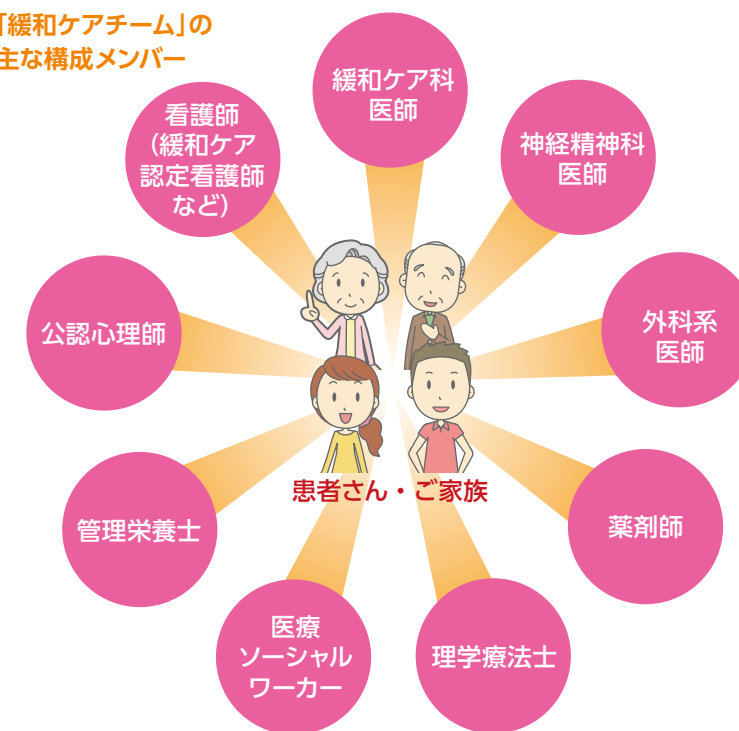 「緩和ケアチーム」の
主な構成メンバー
緩和ケア科
医師
神経精神科
医師
外科系
医師
薬剤師
理学療法士
医療
ソーシャル
ワーカー
管理栄養士
公認心理師
看護師
（緩和ケア
認定看護師
など）
患者さん・ご家族